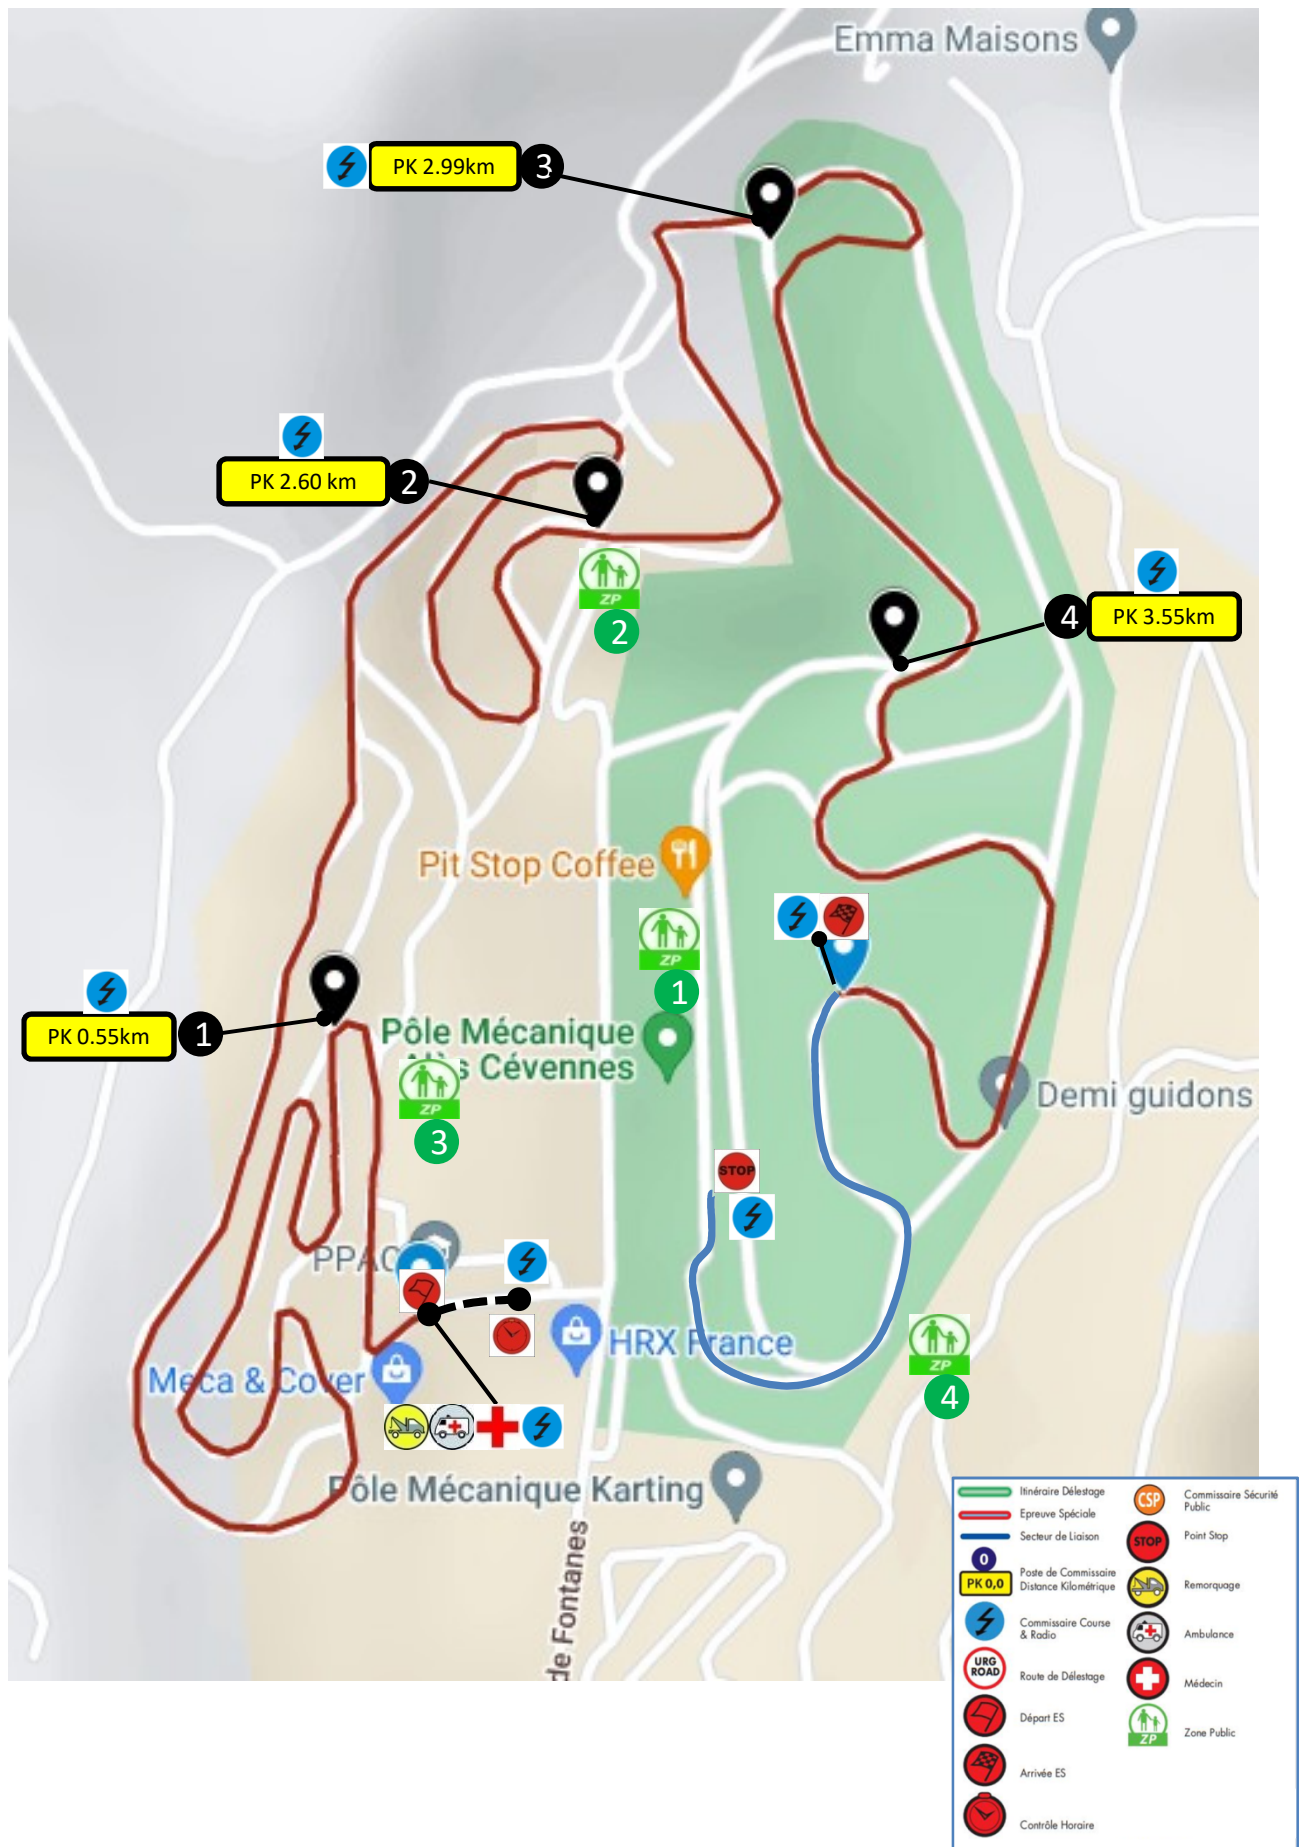 Emma Maisons
PK 2.99km
3
PK 2.60 km
2
ZP
2
4
PK 3.55km
Pit Stop Coffee
ZP
1
PK 0.55km
1
Pôle Mécanique
Cévennes
ZP
3
Demi guidons
STOP
HRX France
Meca & Cover
ZP
4
Pôle Mécanique Karting
de Fontanes
Itinéraire Délestage
Epreuve Spéciale
Secteur de Liaison
0
PK 0,0
Poste de Commissaire
Distance Kilométrique
Commissaire Course
& Radio
URG
ROAD
Route de Délestage
Départ ES
Arrivée ES
Contrôle Horaire
CSP
Commissaire Sécurité
Public
STOP
Point Stop
Remorquage
Ambulance
Médecin
ZP
Zone Public